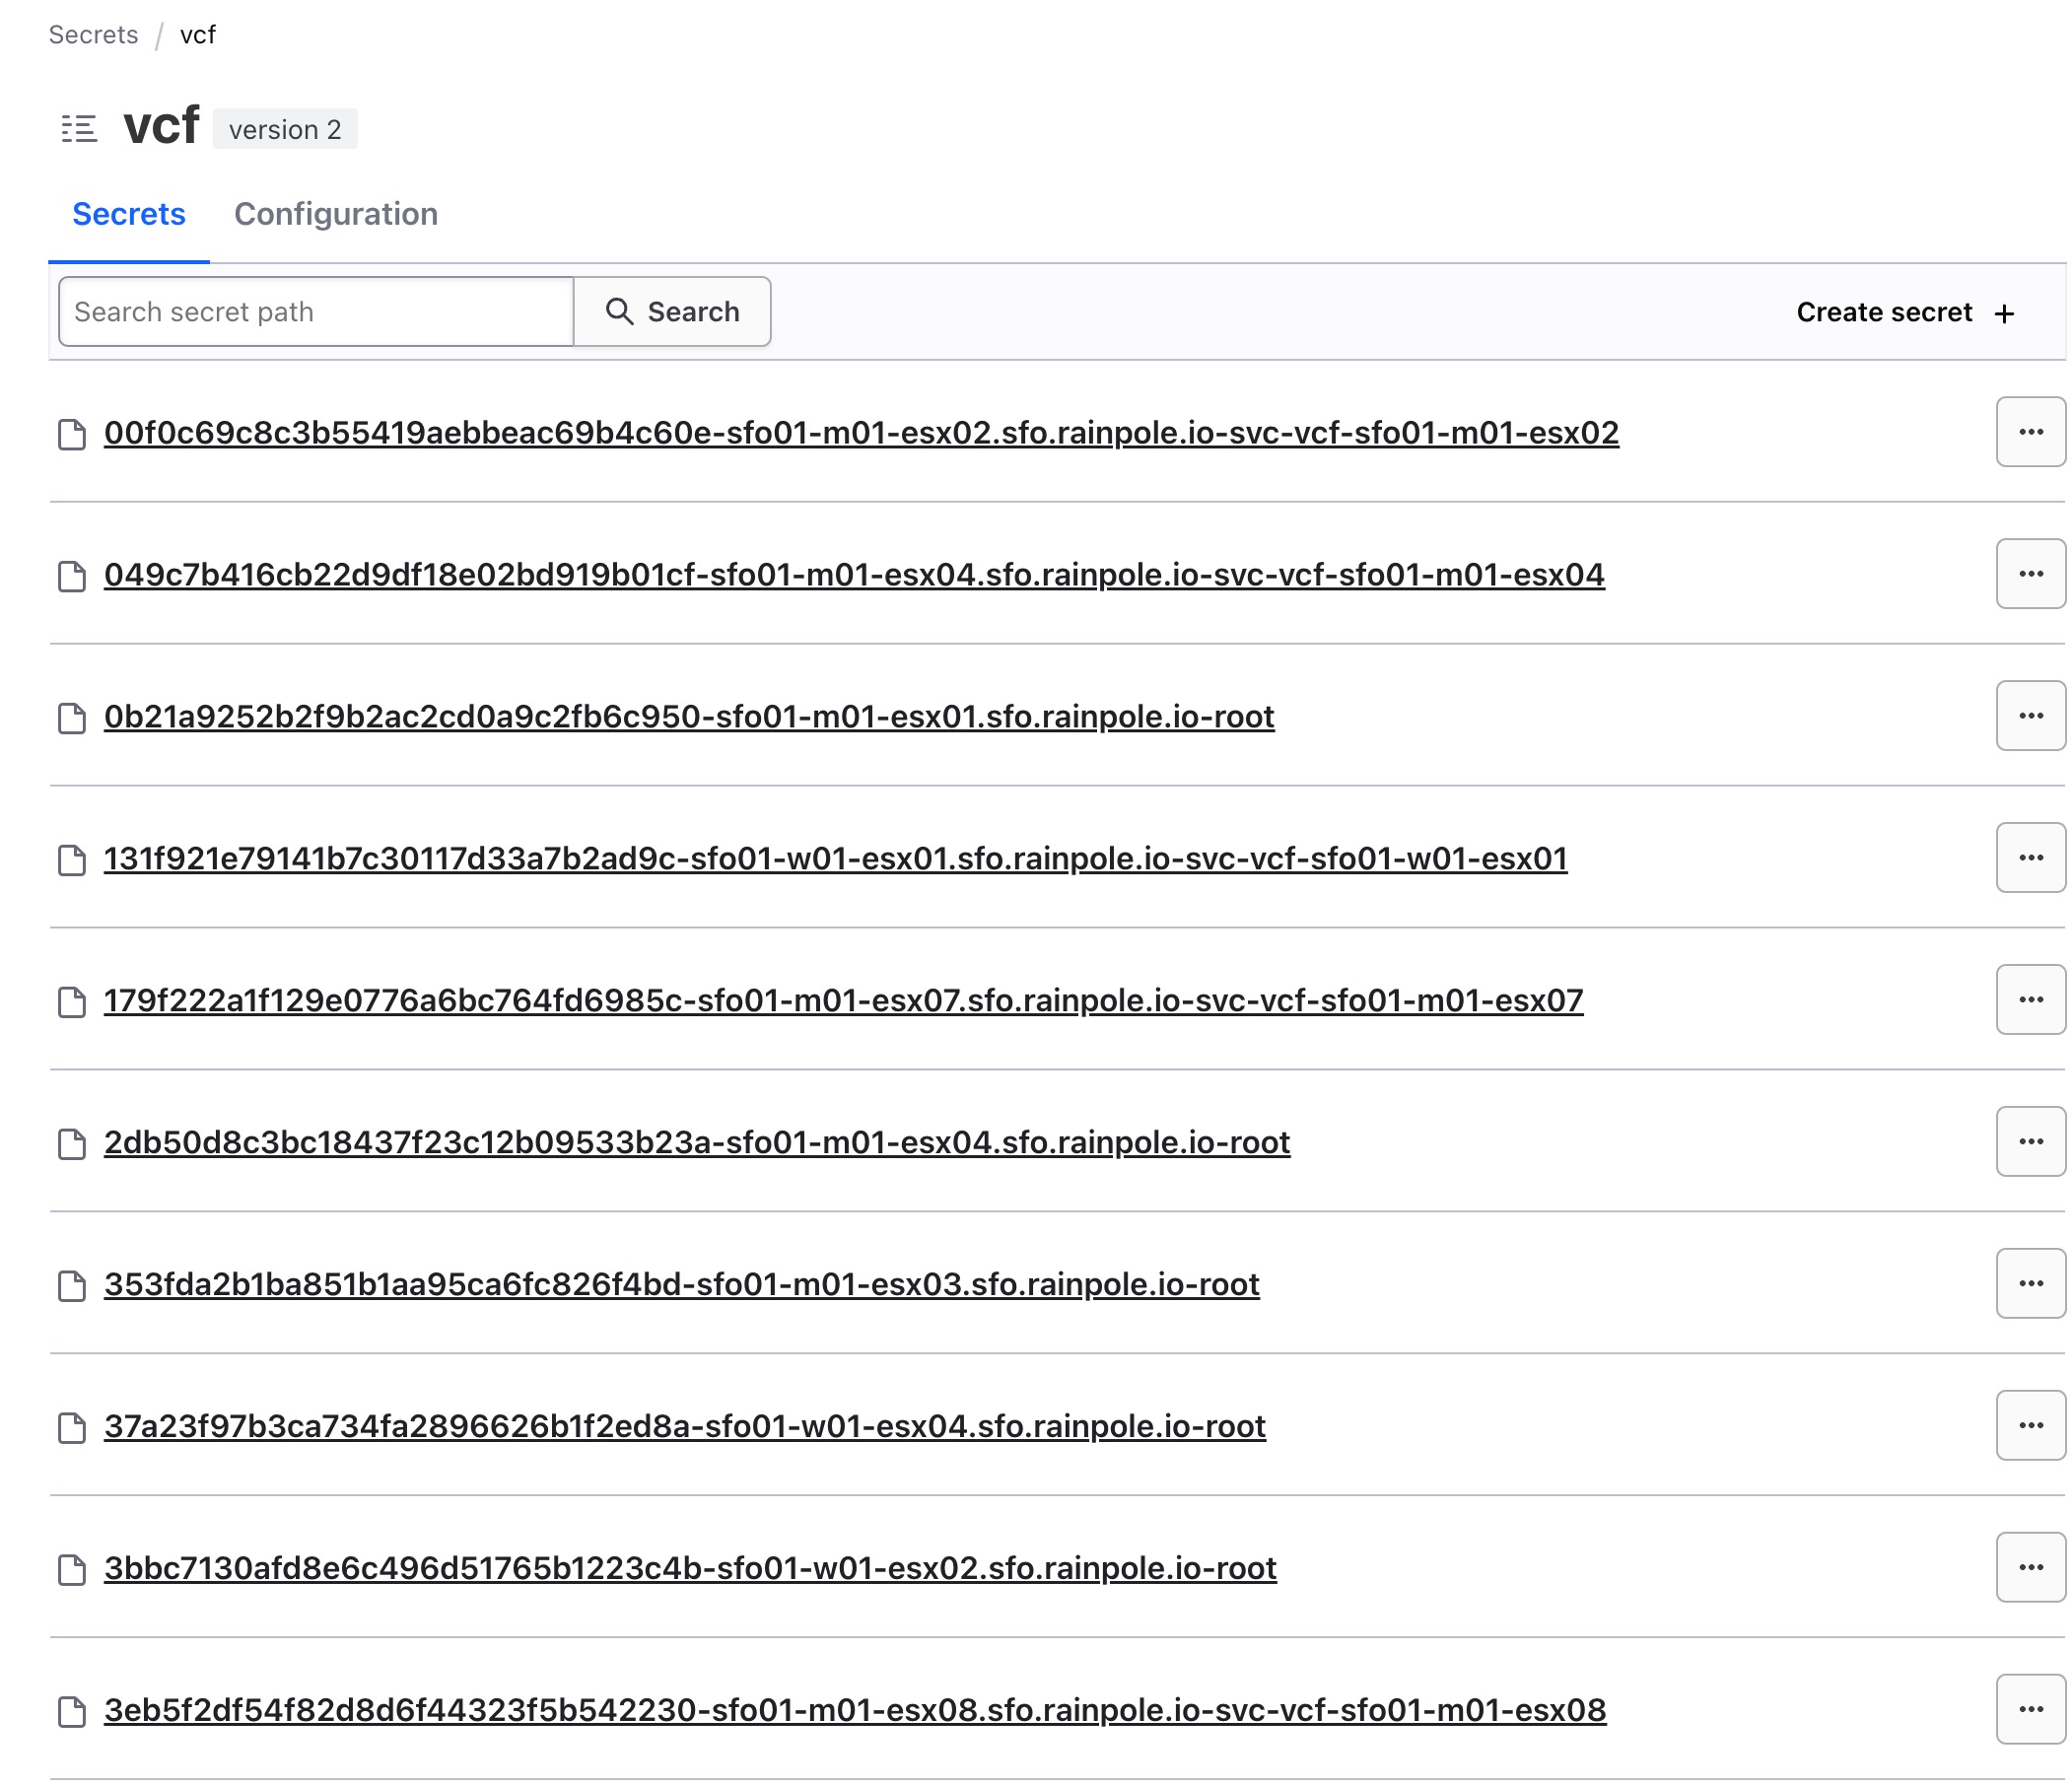 Secrets / vcf
vcf version 2
Secrets Configuration
Search secret path Search Create secret +
00f0c69c8c3b55419aebbeac69b4c60e-sfo01-m01-esx02.sfo.rainpole.io-svc-vcf-sfo01-m01-esx02
049c7b416cb22d9df18e02bd919b01cf-sfo01-m01-esx04.sfo.rainpole.io-svc-vcf-sfo01-m01-esx04
0b21a9252b2f9b2ac2cd0a9c2fb6c950-sfo01-m01-esx01.sfo.rainpole.io-root
131f921e79141b7c30117d33a7b2ad9c-sfo01-w01-esx01.sfo.rainpole.io-svc-vcf-sfo01-w01-esx01
179f222a1f129e0776a6bc764fd6985c-sfo01-m01-esx07.sfo.rainpole.io-svc-vcf-sfo01-m01-esx07
2db50d8c3bc18437f23c12b09533b23a-sfo01-m01-esx04.sfo.rainpole.io-root
353fda2b1ba851b1aa95ca6fc826f4bd-sfo01-m01-esx03.sfo.rainpole.io-root
37a23f97b3ca734fa2896626b1f2ed8a-sfo01-w01-esx04.sfo.rainpole.io-root
3bbc7130afd8e6c496d51765b1223c4b-sfo01-w01-esx02.sfo.rainpole.io-root
3eb5f2df54f82d8d6f44323f5b542230-sfo01-m01-esx08.sfo.rainpole.io-svc-vcf-sfo01-m01-esx08